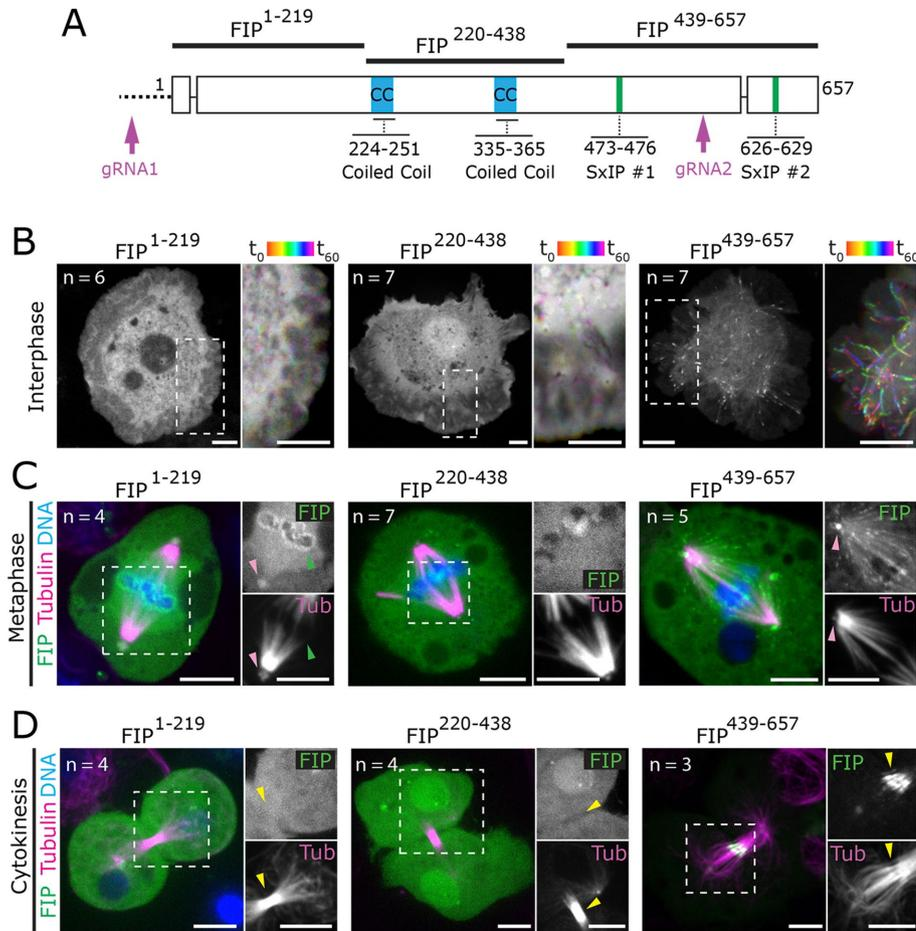 A
FIP1-219
FIP220-438
FIP439-657
1
CC
CC
657
gRNA1
224-251
Coiled Coil
335-365
Coiled Coil
473-476
SxIP #1
gRNA2
626-629
SxIP #2
B
FIP1-219
t0 t60
FIP220-438
t0 t60
FIP439-657
t0 t60
Interphase
n = 6
n = 7
n = 7
C
FIP1-219
FIP220-438
FIP439-657
Metaphase
FIP Tubulin DNA
n = 4
FIP
Tub
n = 7
FIP
Tub
n = 5
FIP
Tub
D
FIP1-219
FIP220-438
FIP439-657
Cytokinesis
FIP Tubulin DNA
n = 4
FIP
Tub
n = 4
FIP
Tub
n = 3
FIP
Tub